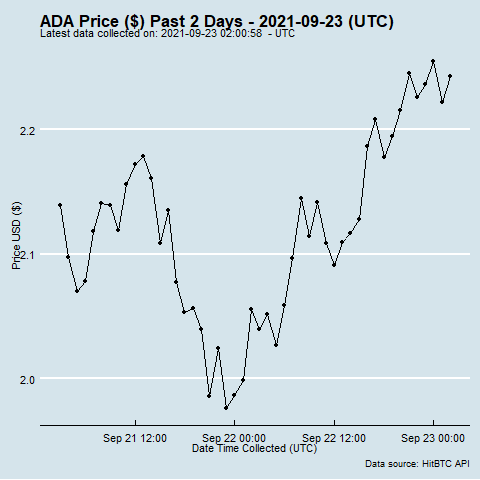 ADA Price ($) Past 2 Days - 2021-09-23 (UTC)
Latest data collected on: 2021-09-23 02:00:58  - UTC
Price USD ($)
2.2
2.1
2.0
Sep 21 12:00
Sep 22 00:00
Sep 22 12:00
Sep 23 00:00
Date Time Collected (UTC)
Data source: HitBTC API